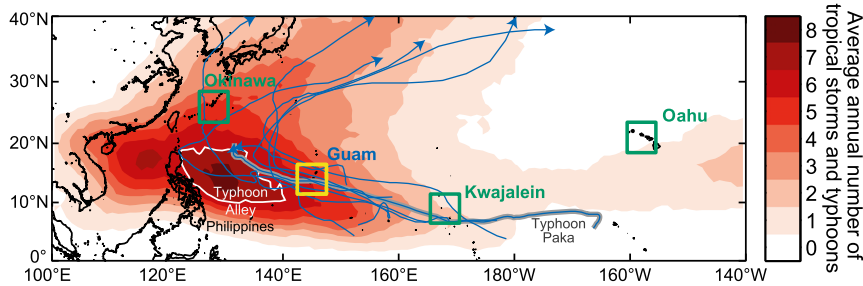 40°N
30°N
20°N
10°N
0°
100°E
120°E
140°E
160°E
180°W
160°W
140°W
Okinawa
Guam
Oahu
Kwajalein
Typhoon
Alley
Philippines
Typhoon
Paka
8
7
6
5
4
3
2
1
0
Average annual number of
tropical storms and typhoons